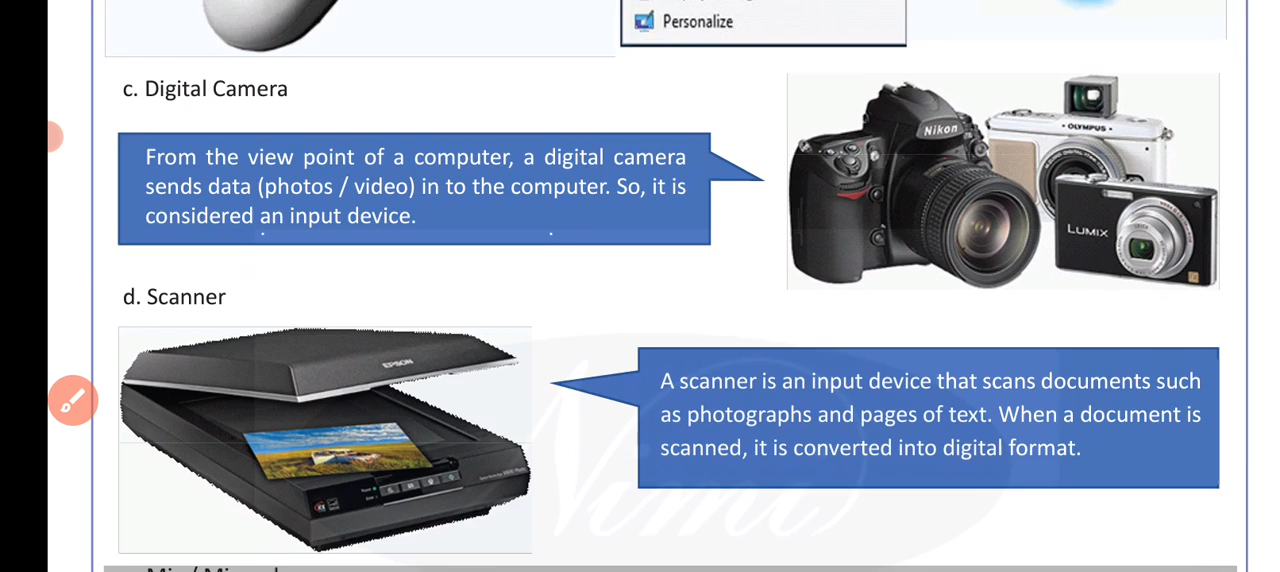 Personalize
c. Digital Camera
From the view point of a computer, a digital camera
sends data (photos / video) in to the computer. So, it is
considered an input device.
Nikon
OLYMPUS
LUMIX
d. Scanner
EPSON
A scanner is an input device that scans documents such
as photographs and pages of text. When a document is
scanned, it is converted into digital format.